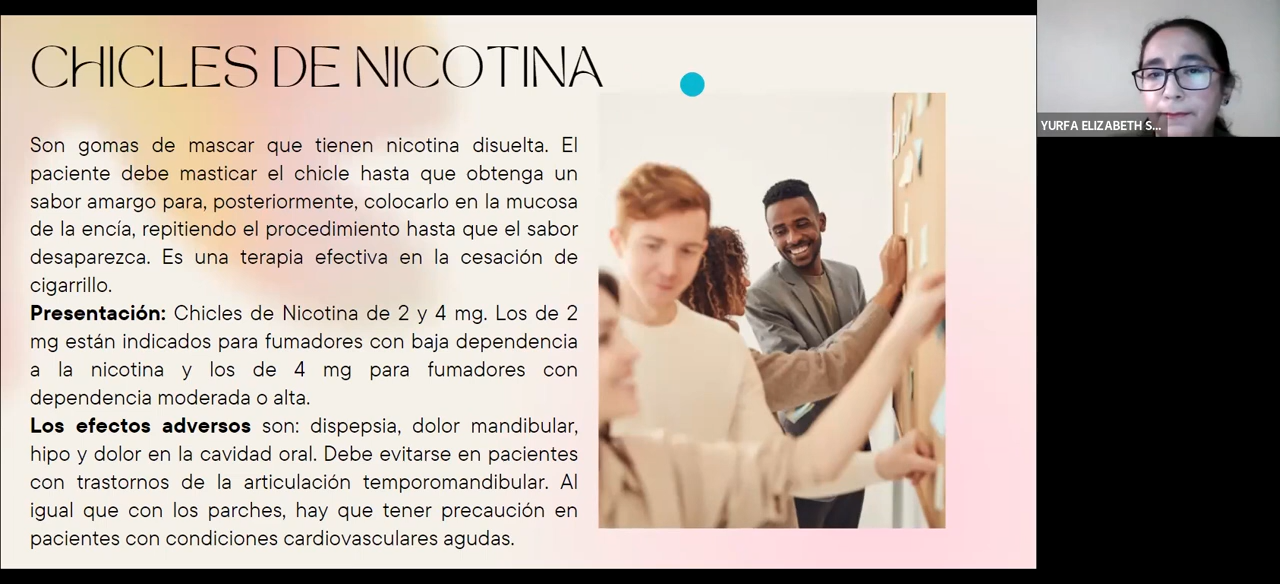 CHICLES DE NICOTINA
Son gomas de mascar que tienen nicotina disuelta. El
paciente debe masticar el chicle hasta que obtenga un
sabor amargo para, posteriormente, colocarlo en la mucosa
de la encía, repitiendo el procedimiento hasta que el sabor
desaparezca. Es una terapia efectiva en la cesación de
cigarrillo.
Presentación: Chicles de Nicotina de 2 y 4 mg. Los de 2
mg están indicados para fumadores con baja dependencia
a la nicotina y los de 4 mg para fumadores con
dependencia moderada o alta.
Los efectos adversos son: dispepsia, dolor mandibular,
hipo y dolor en la cavidad oral. Debe evitarse en pacientes
con trastornos de la articulación temporomandibular. Al
igual que con los parches, hay que tener precaución en
pacientes con condiciones cardiovasculares agudas.
YURFA ELIZABETH S...